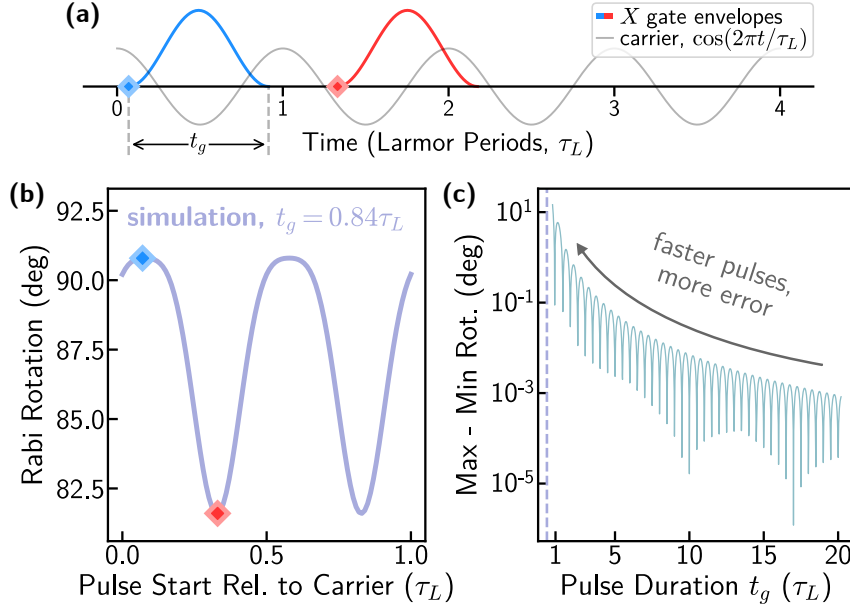 (a)
X gate envelopes
carrier, cos(2πt/τ_L)
0 1 2 3 4
t_g
Time (Larmor Periods, τ_L)
(b)
simulation, t_g = 0.84τ_L
92.5
90.0
87.5
85.0
82.5
Rabi Rotation (deg)
0.0 0.5 1.0
Pulse Start Rel. to Carrier (τ_L)
(c)
faster pulses,
more error
10^1
10^-1
10^-3
10^-5
Max - Min Rot. (deg)
1 5 10 15 20
Pulse Duration t_g (τ_L)